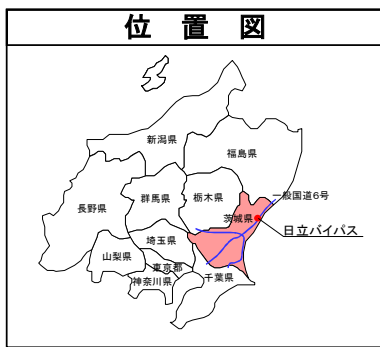 位置図
新潟県
福島県
群馬県
栃木県
一般国道6号
長野県
茨城県
日立バイパス
埼玉県
山梨県
東京都
千葉県
神奈川県